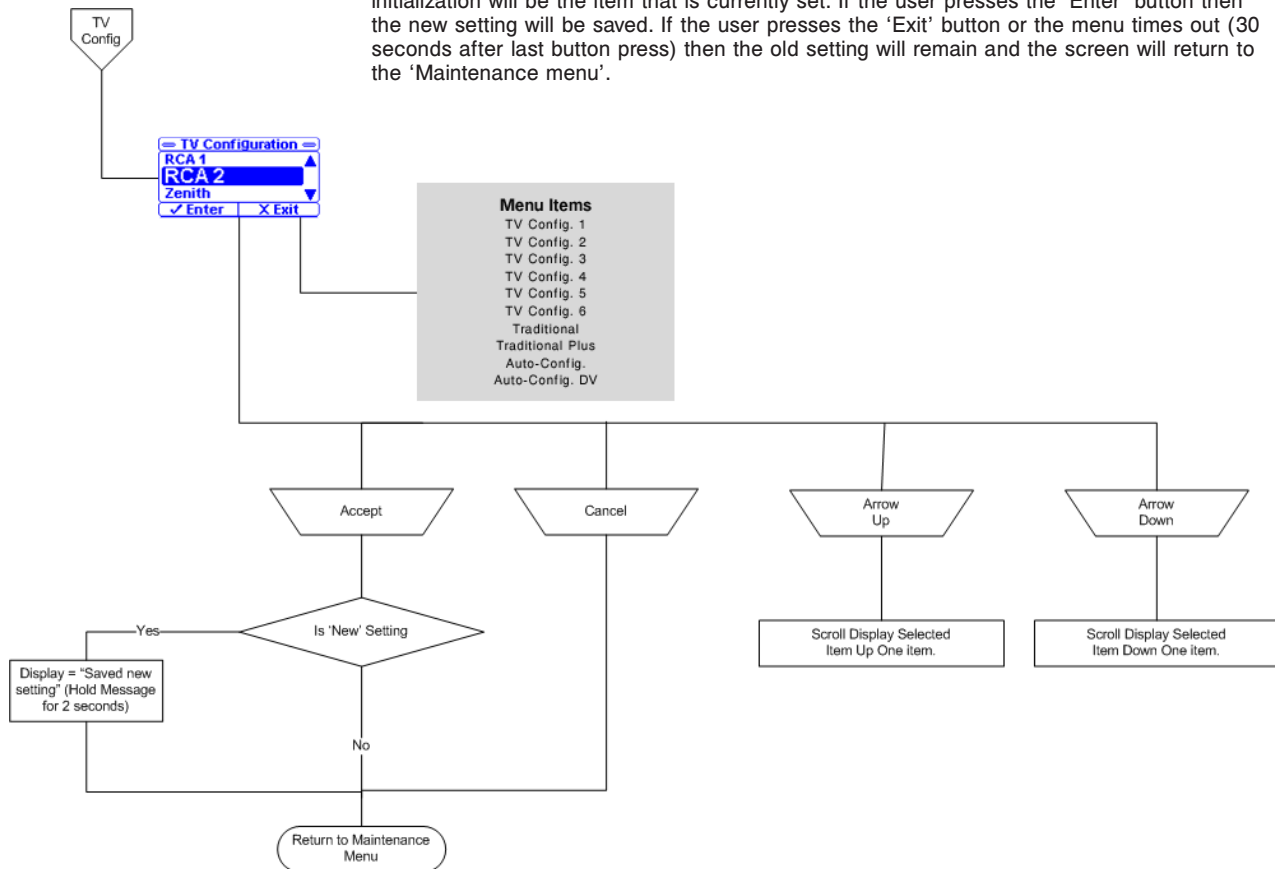 initialization will be the item that is currently set. If the user presses the 'Enter' button then
the new setting will be saved. If the user presses the 'Exit' button or the menu times out (30
seconds after last button press) then the old setting will remain and the screen will return to
the 'Maintenance menu'.
TV
Config
TV Configuration
RCA 1
RCA 2
Zenith
✓ Enter X Exit
Menu Items
TV Config. 1
TV Config. 2
TV Config. 3
TV Config. 4
TV Config. 5
TV Config. 6
Traditional
Traditional Plus
Auto-Config.
Auto-Config. DV
Accept
Cancel
Arrow
Up
Arrow
Down
Is 'New' Setting
Yes
Display = "Saved new
setting" (Hold Message
for 2 seconds)
No
Scroll Display Selected
Item Up One item.
Scroll Display Selected
Item Down One item.
Return to Maintenance
Menu